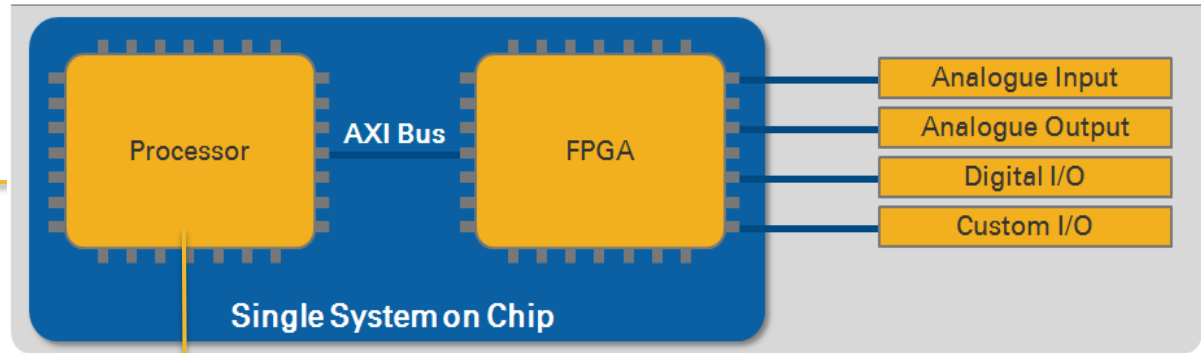 Processor
AXI Bus
FPGA
Analogue Input
Analogue Output
Digital I/O
Custom I/O
Single System on Chip